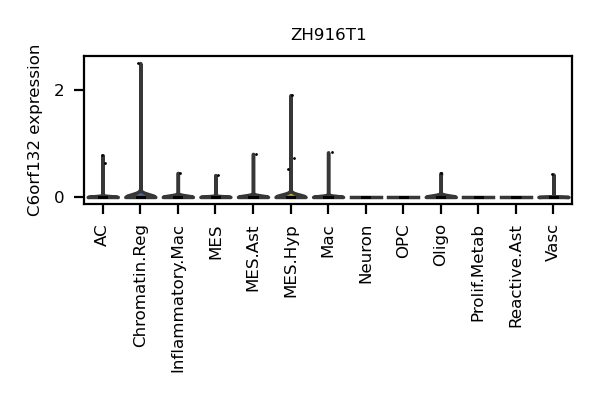 ZH916T1
C6orf132 expression
2
0
AC
Chromatin.Reg
Inflammatory.Mac
MES
MES.Ast
MES.Hyp
Mac
Neuron
OPC
Oligo
Prolif.Metab
Reactive.Ast
Vasc